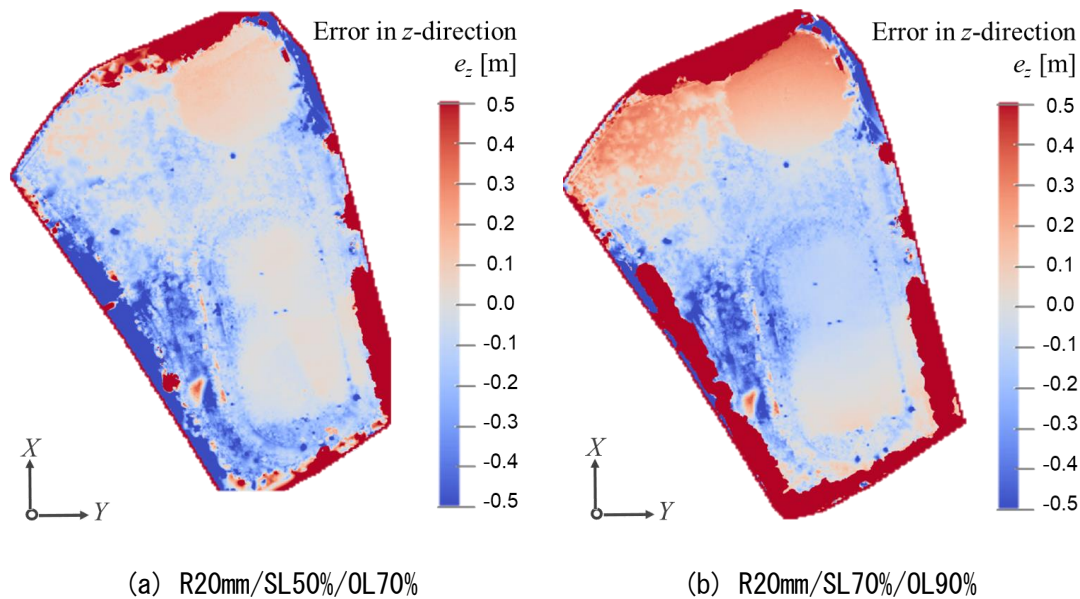 Error in z-direction
e_z [m]
0.5
0.4
0.3
0.2
0.1
0.0
-0.1
-0.2
-0.3
-0.4
-0.5
X
Y
(a) R20mm/SL50%/OL70%
Error in z-direction
e_z [m]
0.5
0.4
0.3
0.2
0.1
0.0
-0.1
-0.2
-0.3
-0.4
-0.5
X
Y
(b) R20mm/SL70%/OL90%